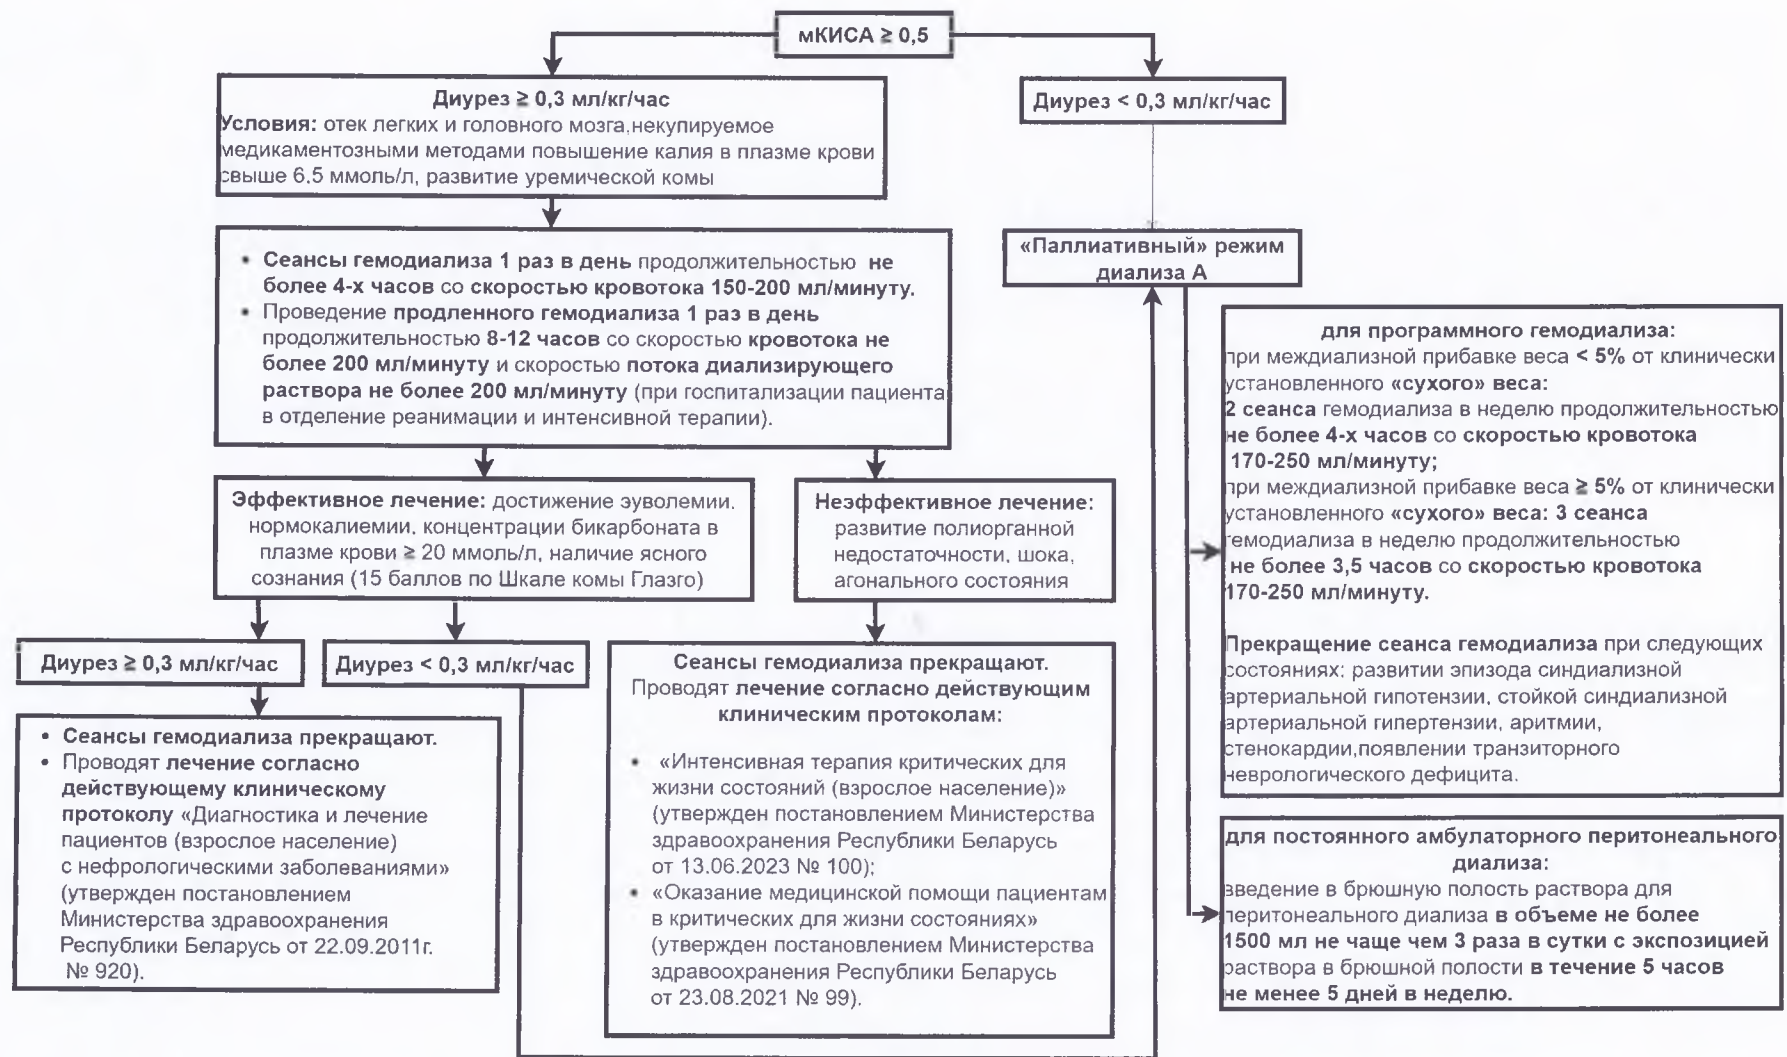 мКИСА ≥ 0,5
Диурез ≥ 0,3 мл/кг/час
Условия: отек легких и головного мозга,некупируемое
медикаментозными методами повышение калия в плазме крови
свыше 6,5 ммоль/л, развитие уремической комы
Диурез < 0,3 мл/кг/час
«Паллиативный» режим
диализа А
• Сеансы гемодиализа 1 раз в день продолжительностью не
более 4-х часов со скоростью кровотока 150-200 мл/минуту.
• Проведение продленного гемодиализа 1 раз в день
продолжительностью 8-12 часов со скоростью кровотока не
более 200 мл/минуту и скоростью потока диализирующего
раствора не более 200 мл/минуту (при госпитализации пациента
в отделение реанимации и интенсивной терапии).
Эффективное лечение: достижение эуволемии,
нормокалиемии, концентрации бикарбоната в
плазме крови ≥ 20 ммоль/л, наличие ясного
сознания (15 баллов по Шкале комы Глазго)
Неэффективное лечение:
развитие полиорганной
недостаточности, шока,
агонального состояния
Диурез ≥ 0,3 мл/кг/час
Диурез < 0,3 мл/кг/час
• Сеансы гемодиализа прекращают.
• Проводят лечение согласно
действующему клиническому
протоколу «Диагностика и лечение
пациентов (взрослое население)
с нефрологическими заболеваниями»
(утвержден постановлением
Министерства здравоохранения
Республики Беларусь от 22.09.2011г.
№ 920).
Сеансы гемодиализа прекращают.
Проводят лечение согласно действующим
клиническим протоколам:
• «Интенсивная терапия критических для
жизни состояний (взрослое население)»
(утвержден постановлением Министерства
здравоохранения Республики Беларусь
от 13.06.2023 № 100);
• «Оказание медицинской помощи пациентам
в критических для жизни состояниях»
(утвержден постановлением Министерства
здравоохранения Республики Беларусь
от 23.08.2021 № 99).
для программного гемодиализа:
при междиализной прибавке веса < 5% от клинически
установленного «сухого» веса:
2 сеанса гемодиализа в неделю продолжительностью
не более 4-х часов со скоростью кровотока
170-250 мл/минуту;
при междиализной прибавке веса ≥ 5% от клинически
установленного «сухого» веса: 3 сеанса
гемодиализа в неделю продолжительностью
не более 3,5 часов со скоростью кровотока
170-250 мл/минуту.
Прекращение сеанса гемодиализа при следующих
состояниях: развитии эпизода синдиализной
артериальной гипотензии, стойкой синдиализной
артериальной гипертензии, аритмии,
стенокардии,появлении транзиторного
неврологического дефицита.
для постоянного амбулаторного перитонеального
диализа:
введение в брюшную полость раствора для
перитонеального диализа в объеме не более
1500 мл не чаще чем 3 раза в сутки с экспозицией
раствора в брюшной полости в течение 5 часов
не менее 5 дней в неделю.